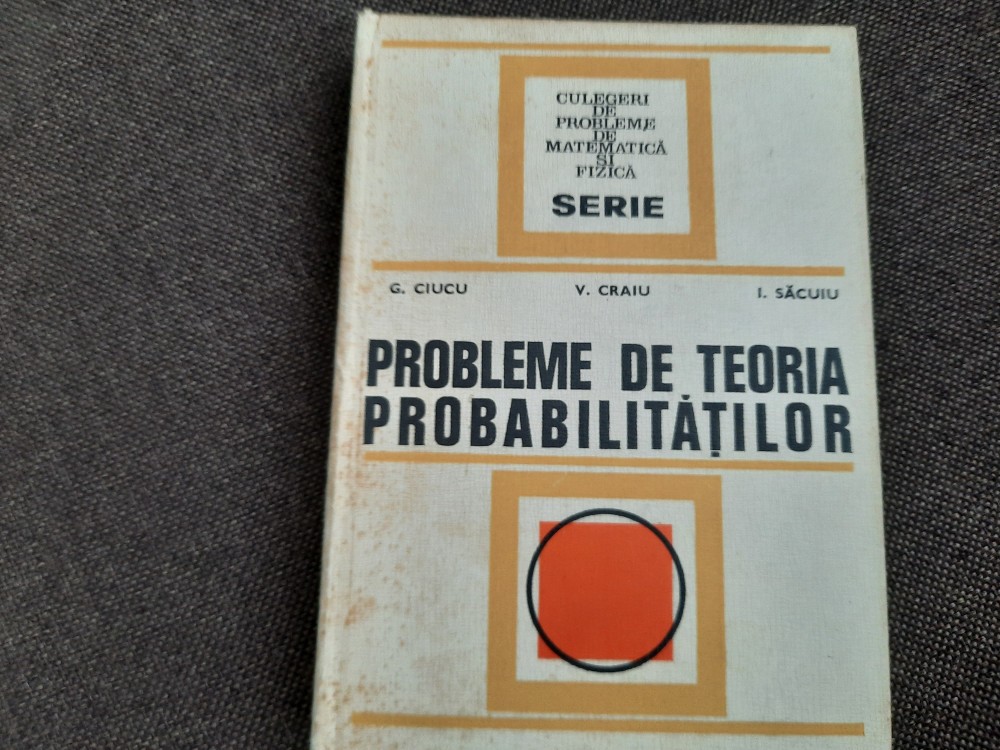 CULEGERI
DE
PROBLEME
DE
MATEMATICĂ
ȘI
FIZICĂ
SERIE
G. CIUCU V. CRAIU I. SĂCUIU
PROBLEME DE TEORIA
PROBABILITĂȚILOR